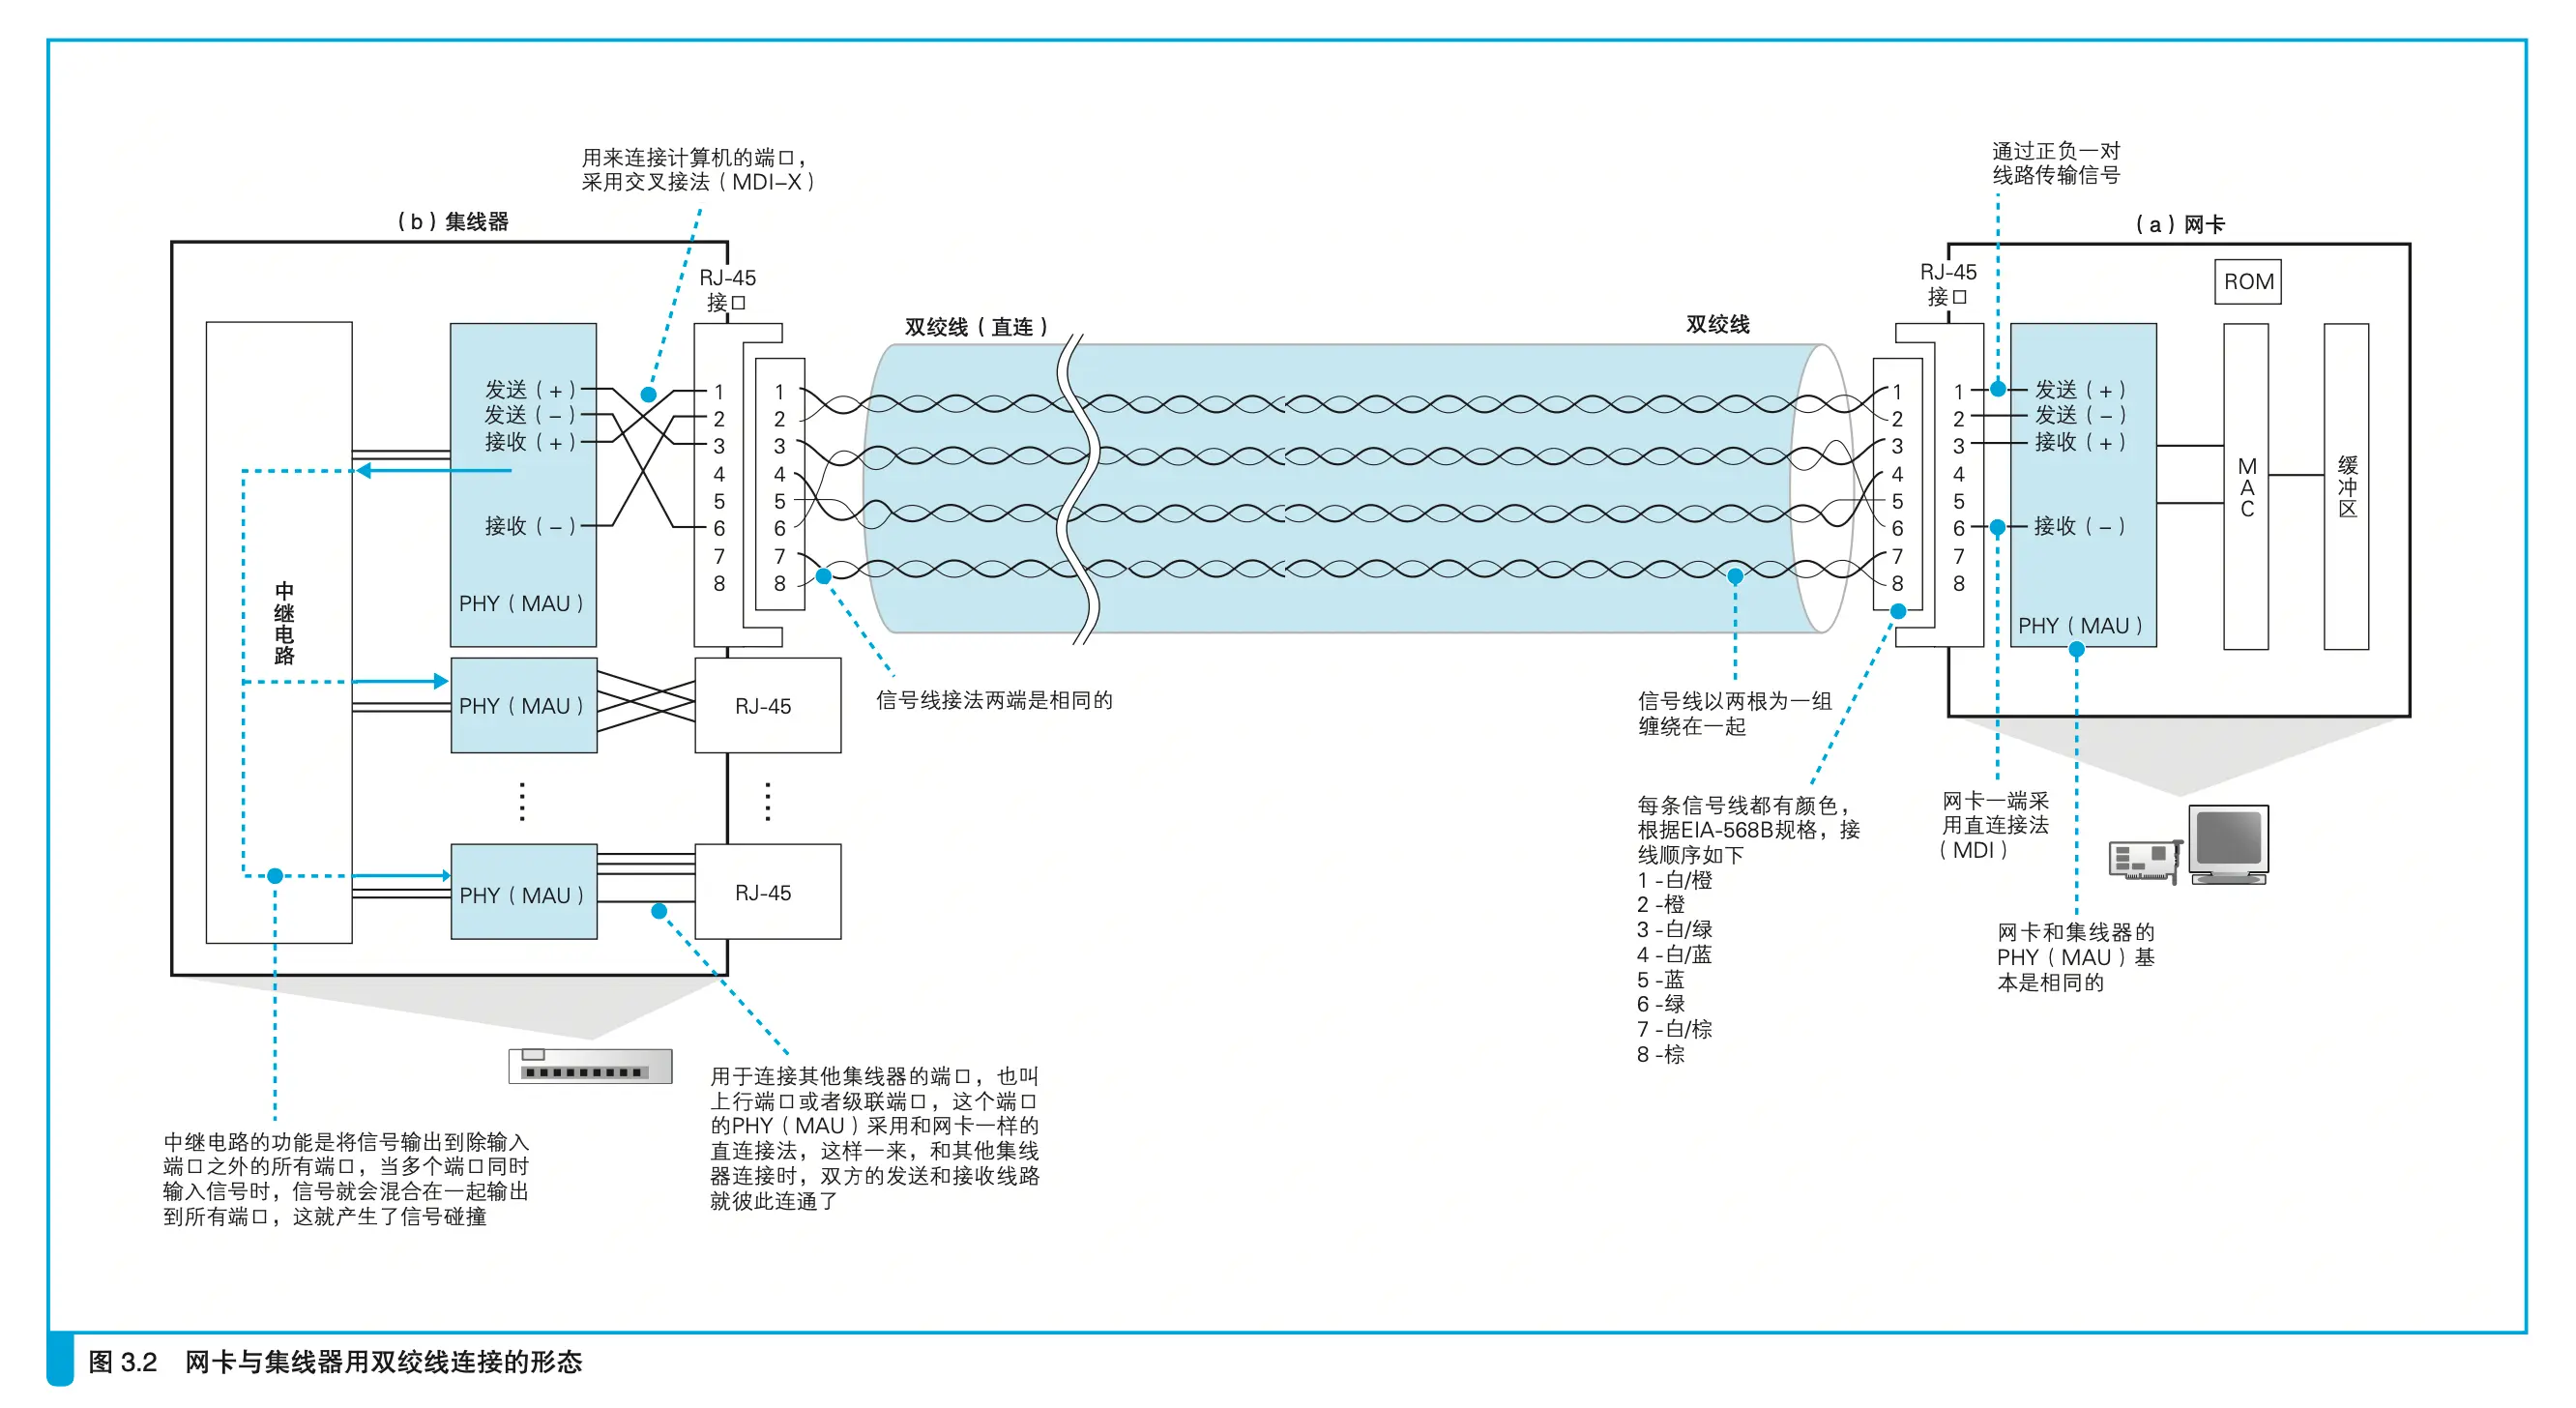 用来连接计算机的端口，
采用交叉接法（MDI-X）
（b）集线器
RJ-45
接口
发送（+）
发送（-）
接收（+）
接收（-）
PHY（MAU）
中继电路
1
2
3
4
5
6
7
8
1
2
3
4
5
6
7
8
PHY（MAU）
RJ-45
PHY（MAU）
RJ-45
双绞线（直连）
双绞线
信号线接法两端是相同的
信号线以两根为一组
缠绕在一起
通过正负一对
线路传输信号
（a）网卡
RJ-45
接口
1
2
3
4
5
6
7
8
1
2
3
4
5
6
7
8
发送（+）
发送（-）
接收（+）
接收（-）
PHY（MAU）
ROM
MAC
缓冲区
每条信号线都有颜色，
根据EIA-568B规格，接
线顺序如下
1 -白/橙
2 -橙
3 -白/绿
4 -白/蓝
5 -蓝
6 -绿
7 -白/棕
8 -棕
网卡一端采
用直连接法
（MDI）
网卡和集线器的
PHY（MAU）基
本是相同的
中继电路的功能是将信号输出到除输入
端口之外的所有端口，当多个端口同时
输入信号时，信号就会混合在一起输出
到所有端口，这就产生了信号碰撞
用于连接其他集线器的端口，也叫
上行端口或者级联端口，这个端口
的PHY（MAU）采用和网卡一样的
直连接法，这样一来，和其他集线
器连接时，双方的发送和接收线路
就彼此连通了
图 3.2 网卡与集线器用双绞线连接的形态